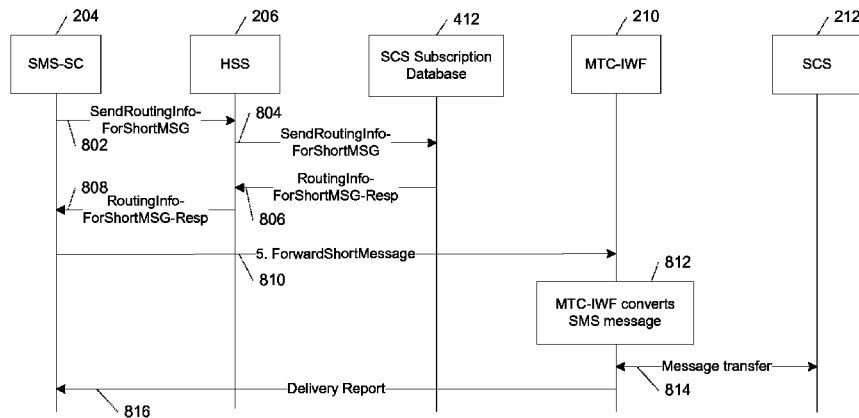 204
206
412
210
212
SMS-SC
HSS
SCS Subscription
Database
MTC-IWF
SCS
SendRoutingInfo-
ForShortMSG
802
804
SendRoutingInfo-
ForShortMSG
808
RoutingInfo-
ForShortMSG-Resp
RoutingInfo-
ForShortMSG-Resp
806
5. ForwardShortMessage
810
812
MTC-IWF converts
SMS message
Message transfer
814
Delivery Report
816